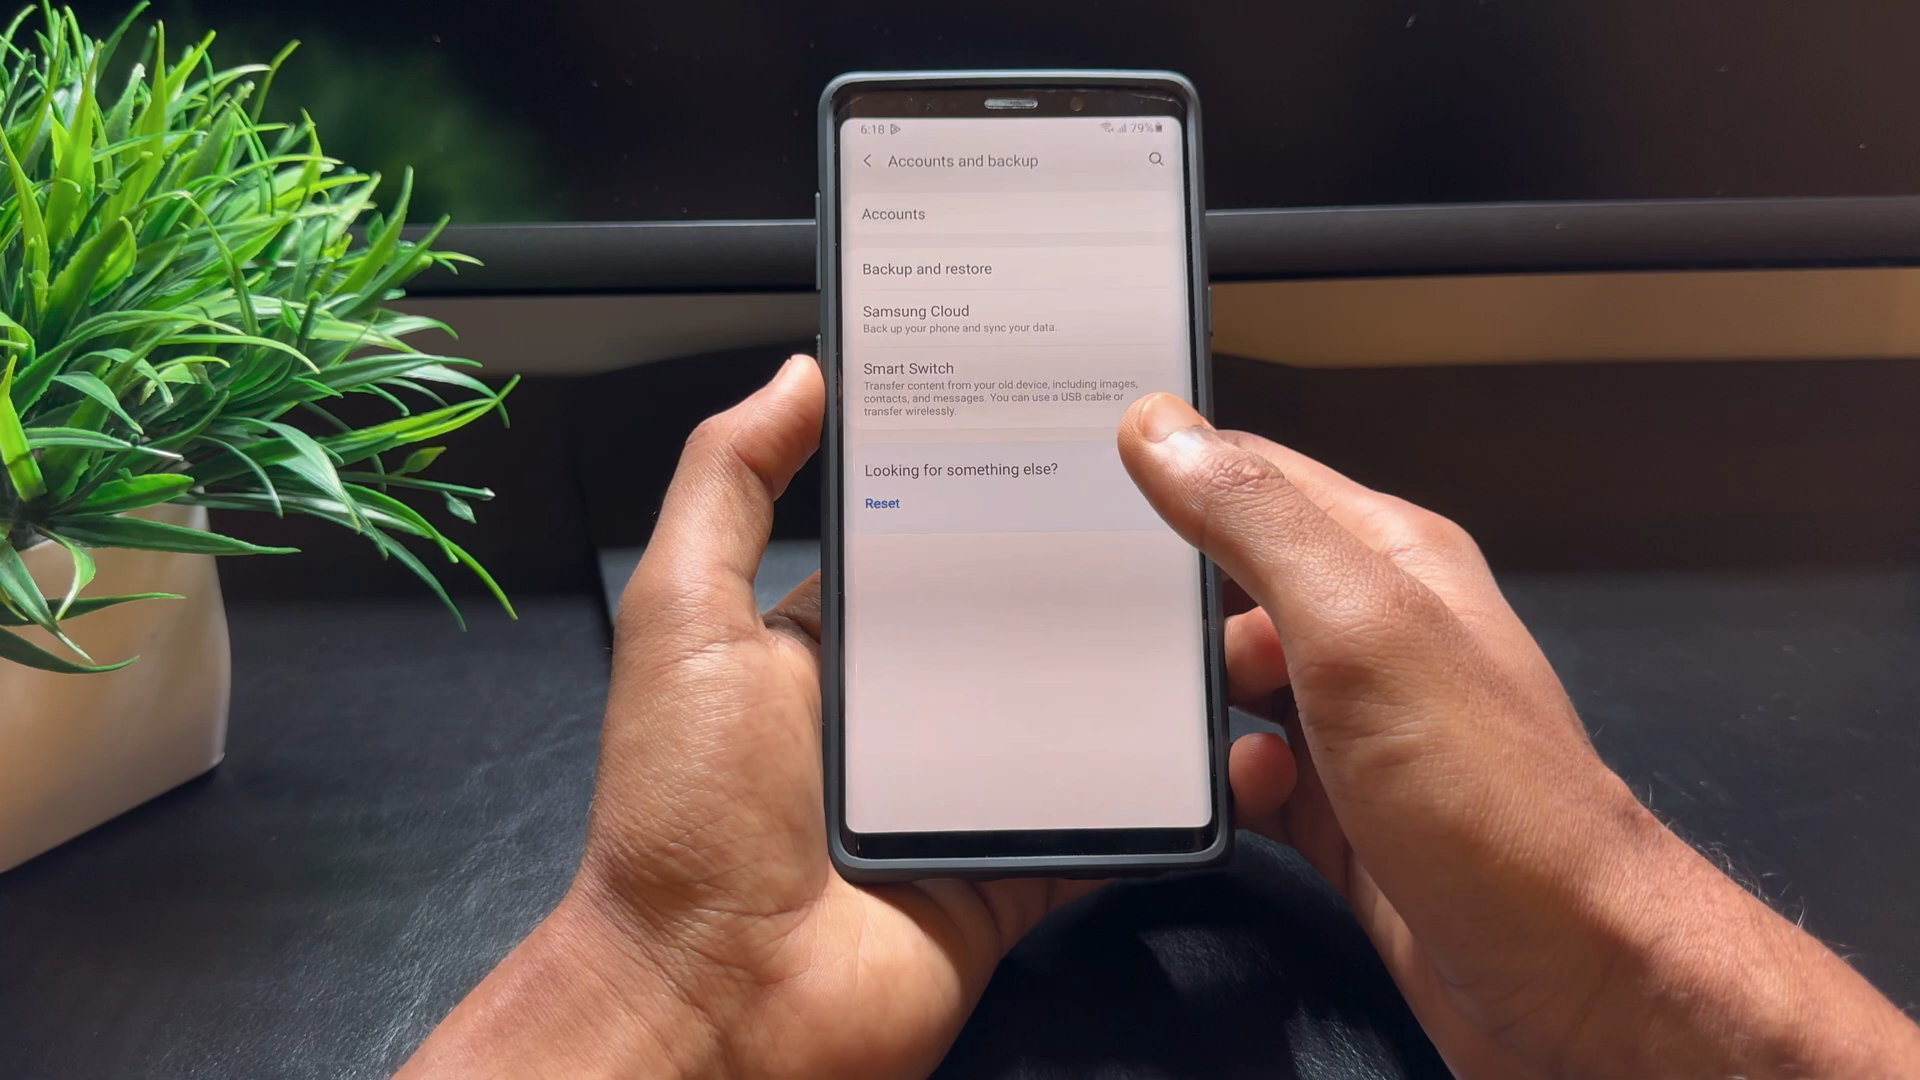 6:18 79%
Accounts and backup
Accounts
Backup and restore
Samsung Cloud
Back up your phone and sync your data.
Smart Switch
Transfer content from your old device, including images,
contacts, and messages. You can use a USB cable or
transfer wirelessly.
Looking for something else?
Reset